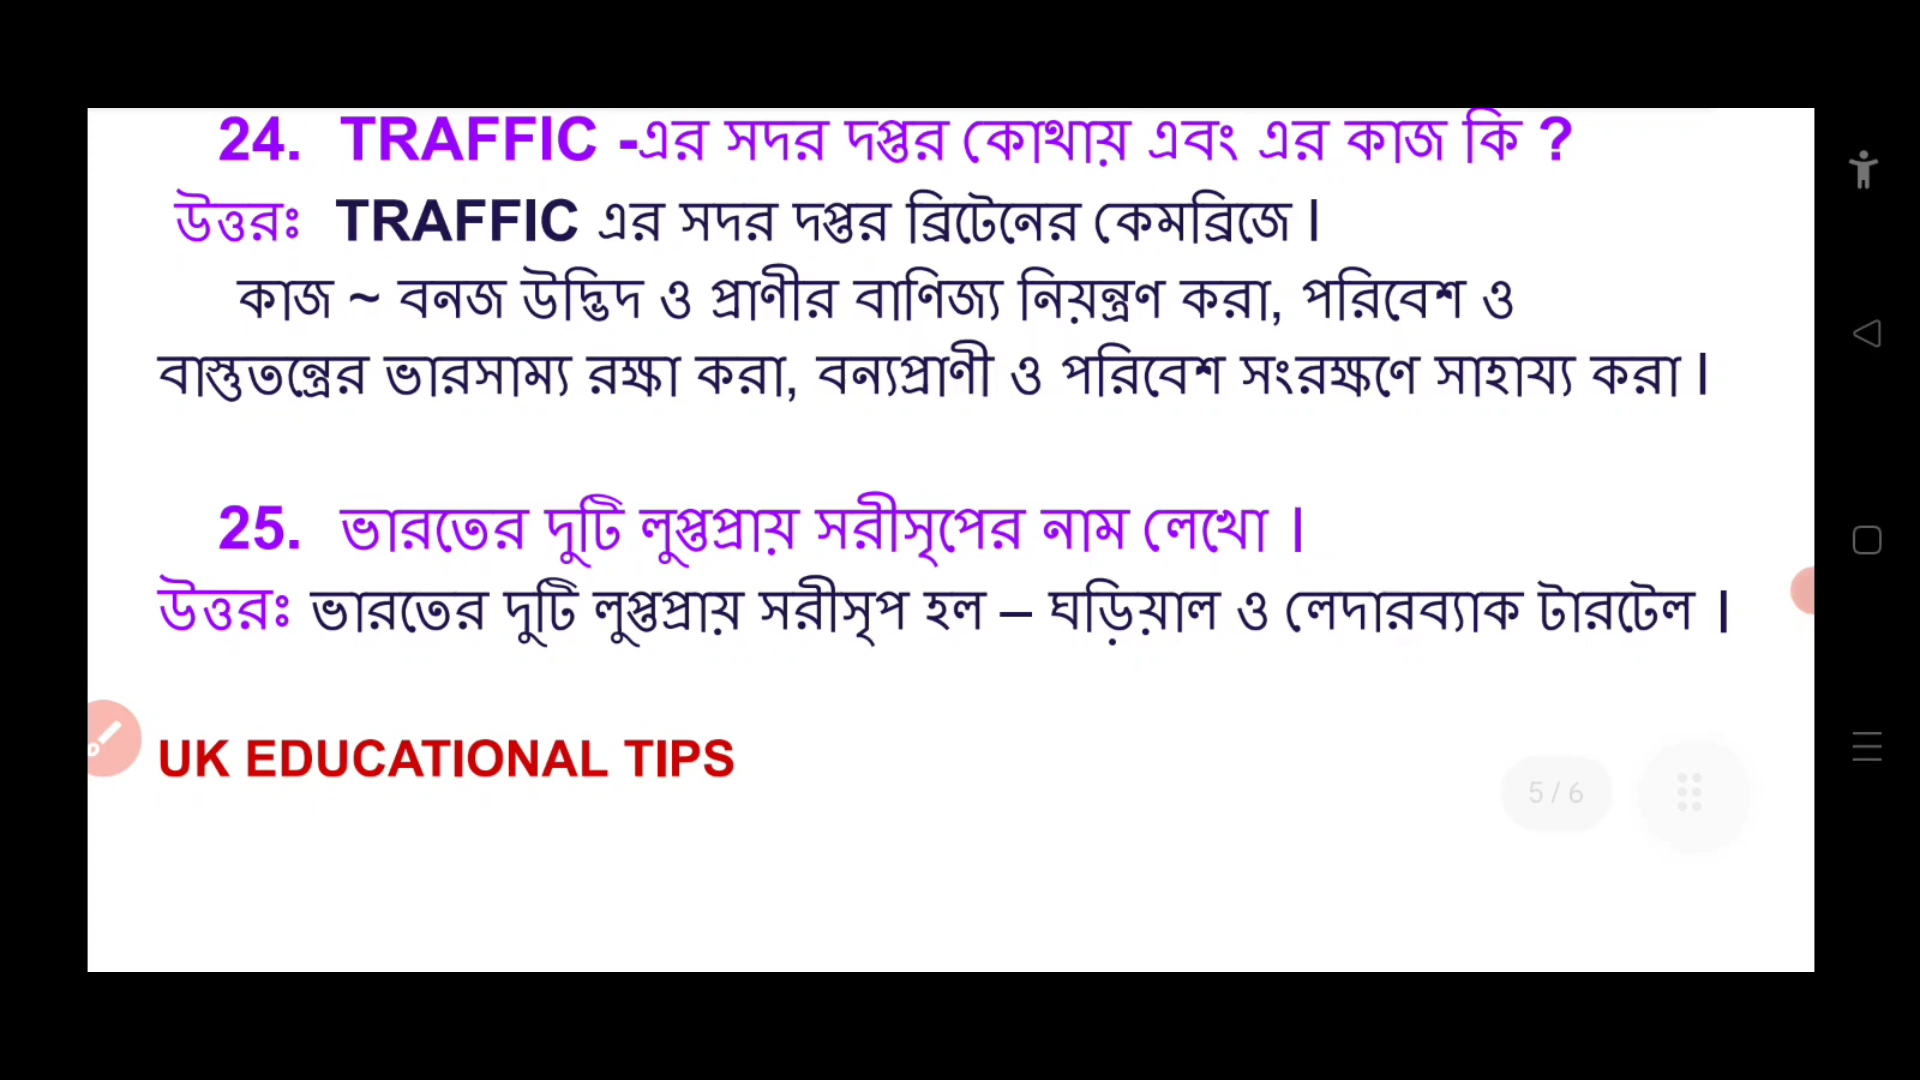 24. TRAFFIC -এর সদর দপ্তর কোথায় এবং এর কাজ কি ?
উত্তরঃ TRAFFIC এর সদর দপ্তর ব্রিটেনের কেমব্রিজে।
কাজ ~ বনজ উদ্ভিদ ও প্রাণীর বাণিজ্য নিয়ন্ত্রণ করা, পরিবেশ ও
বাস্তুতন্ত্রের ভারসাম্য রক্ষা করা, বন্যপ্রাণী ও পরিবেশ সংরক্ষণে সাহায্য করা।
25. ভারতের দুটি লুপ্তপ্রায় সরীসৃপের নাম লেখো ।
উত্তরঃ ভারতের দুটি লুপ্তপ্রায় সরীসৃপ হল – ঘড়িয়াল ও লেদারব্যাক টারটেল ।
UK EDUCATIONAL TIPS
5 / 6